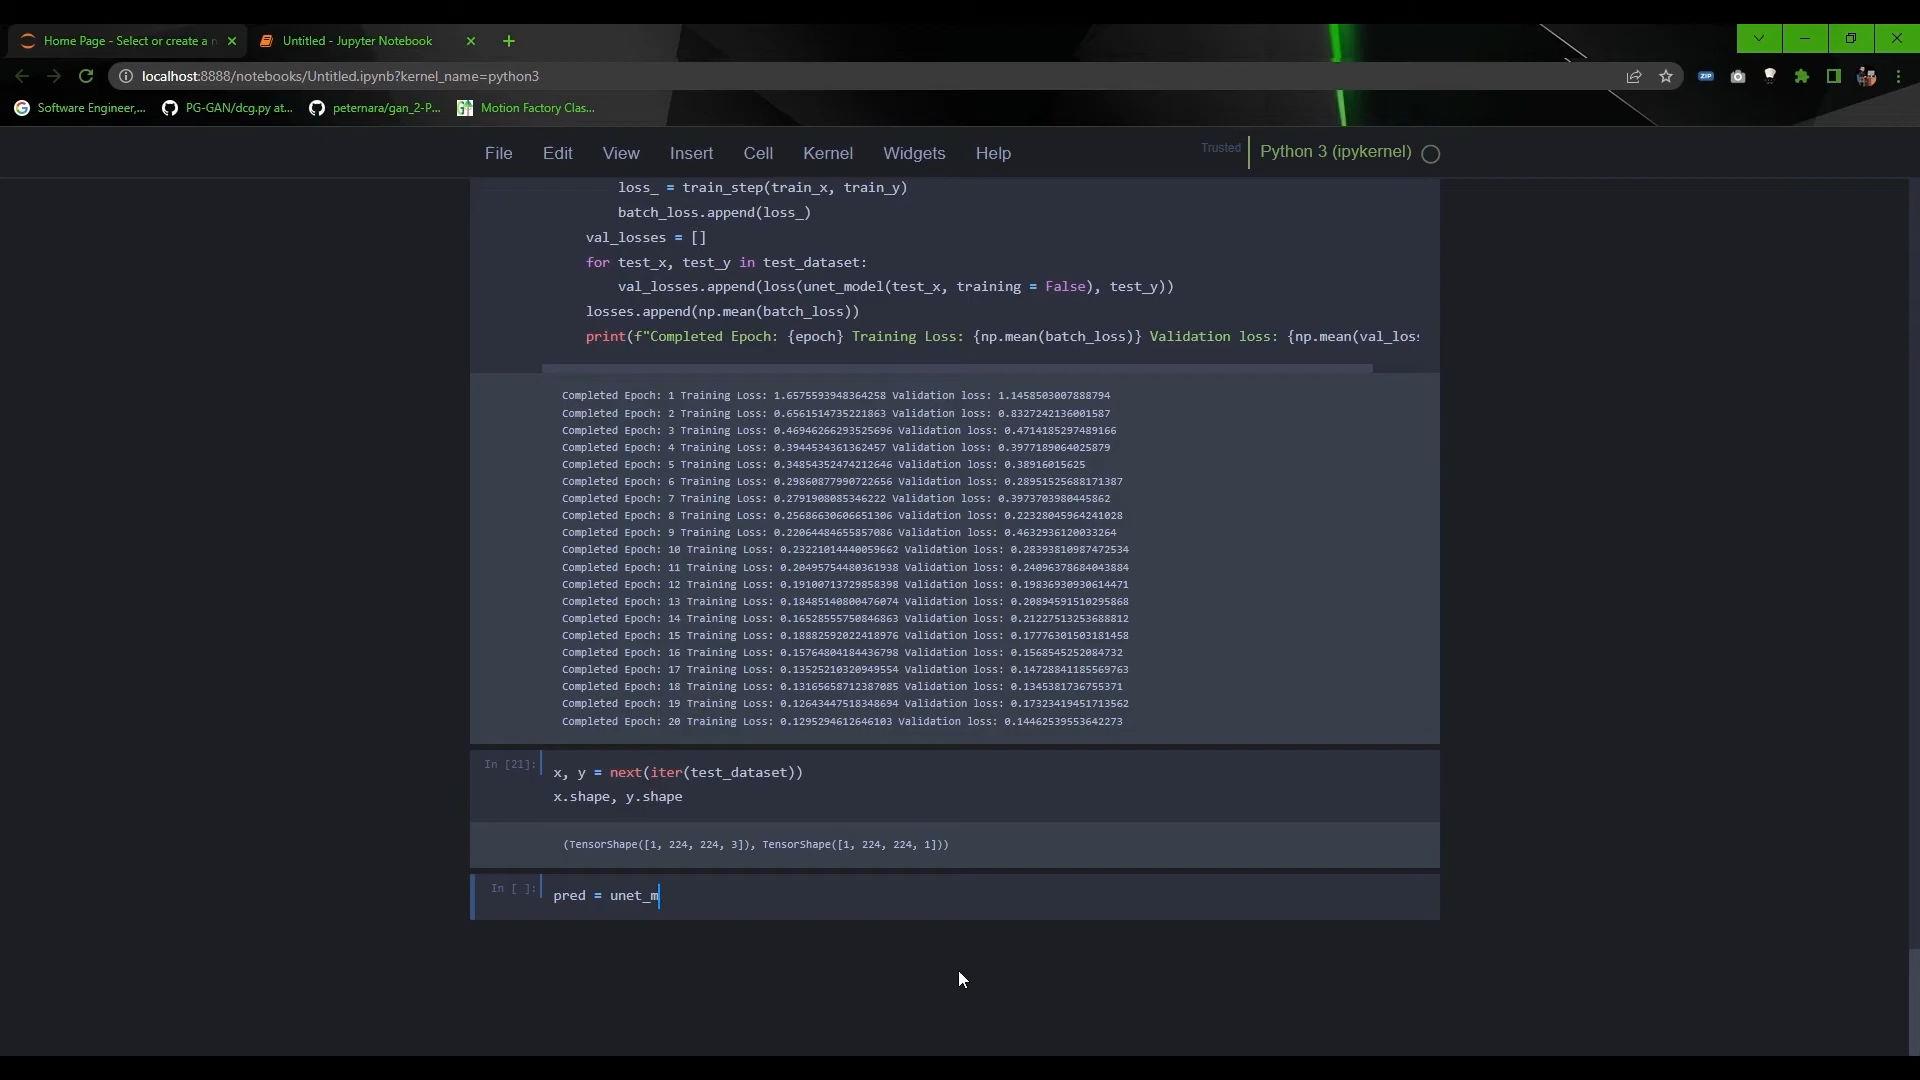 Home Page - Select or create a n
Untitled - Jupyter Notebook
localhost:8888/notebooks/Untitled.ipynb?kernel_name=python3
ZIP
Software Engineer,...
PG-GAN/dcg.py at...
peternara/gan_2-P...
Motion Factory Clas...
File Edit View Insert Cell Kernel Widgets Help
Trusted
Python 3 (ipykernel)
loss_ = train_step(train_x, train_y)
batch_loss.append(loss_)
val_losses = []
for test_x, test_y in test_dataset:
val_losses.append(loss(unet_model(test_x, training = False), test_y))
losses.append(np.mean(batch_loss))
print(f"Completed Epoch: {epoch} Training Loss: {np.mean(batch_loss)} Validation loss: {np.mean(val_loss
Completed Epoch: 1 Training Loss: 1.6575593948364258 Validation loss: 1.1458503007888794
Completed Epoch: 2 Training Loss: 0.6561514735221863 Validation loss: 0.8327242136001587
Completed Epoch: 3 Training Loss: 0.46946266293525696 Validation loss: 0.4714185297489166
Completed Epoch: 4 Training Loss: 0.3944534361362457 Validation loss: 0.3977189064025879
Completed Epoch: 5 Training Loss: 0.34854352474212646 Validation loss: 0.38916015625
Completed Epoch: 6 Training Loss: 0.29860877990722656 Validation loss: 0.28951525688171387
Completed Epoch: 7 Training Loss: 0.2791908085346222 Validation loss: 0.3973703980445862
Completed Epoch: 8 Training Loss: 0.25686630606651306 Validation loss: 0.22328045964241028
Completed Epoch: 9 Training Loss: 0.22064484655857086 Validation loss: 0.4632936120033264
Completed Epoch: 10 Training Loss: 0.23221014440059662 Validation loss: 0.28393810987472534
Completed Epoch: 11 Training Loss: 0.20495754480361938 Validation loss: 0.24096378684043884
Completed Epoch: 12 Training Loss: 0.19100713729858398 Validation loss: 0.19836930930614471
Completed Epoch: 13 Training Loss: 0.18485140800476074 Validation loss: 0.20894591510295868
Completed Epoch: 14 Training Loss: 0.16528555750846863 Validation loss: 0.21227513253688812
Completed Epoch: 15 Training Loss: 0.18882592022418976 Validation loss: 0.17776301503181458
Completed Epoch: 16 Training Loss: 0.15764804184436798 Validation loss: 0.1568545252084732
Completed Epoch: 17 Training Loss: 0.13525210320949554 Validation loss: 0.14728841185569763
Completed Epoch: 18 Training Loss: 0.13165658712387085 Validation loss: 0.1345381736755371
Completed Epoch: 19 Training Loss: 0.12643447518348694 Validation loss: 0.17323419451713562
Completed Epoch: 20 Training Loss: 0.1295294612646103 Validation loss: 0.14462539553642273
In [21]:
x, y = next(iter(test_dataset))
x.shape, y.shape
(TensorShape([1, 224, 224, 3]), TensorShape([1, 224, 224, 1]))
In [ ]:
pred = unet_m